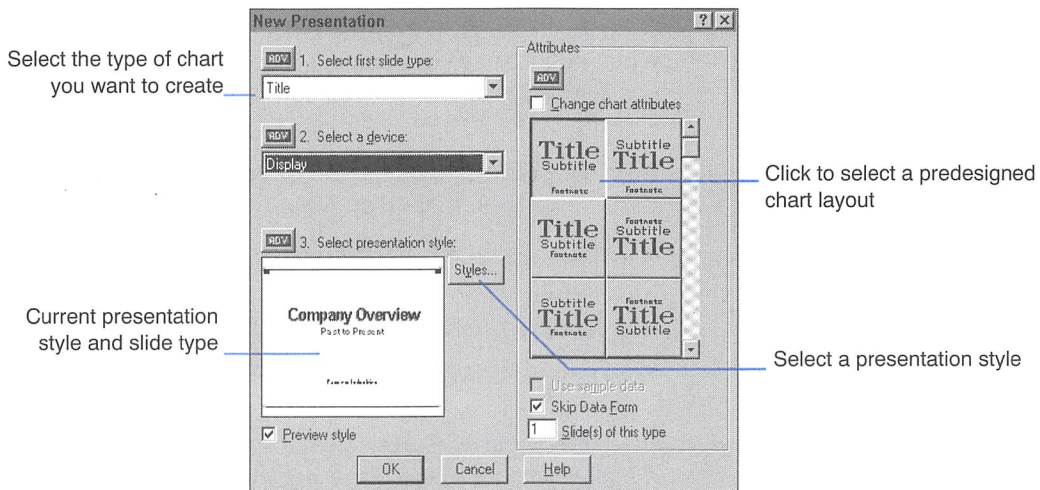 New Presentation
Select the type of chart
you want to create
ADV 1. Select first slide type:
Title
ADV 2. Select a device:
Display
ADV 3. Select presentation style:
Styles...
Company Overview
Past to Present
Current presentation
style and slide type
Preview style
OK Cancel Help
Attributes
ADV
Change chart attributes
Title
Subtitle
Footnote
Subtitle
Title
Footnote
Title
Subtitle
Footnote
Footnote
Subtitle
Title
Subtitle
Title
Footnote
Footnote
Title
Subtitle
Use sample data
Skip Data Form
1 Slide(s) of this type
Click to select a predesigned
chart layout
Select a presentation style